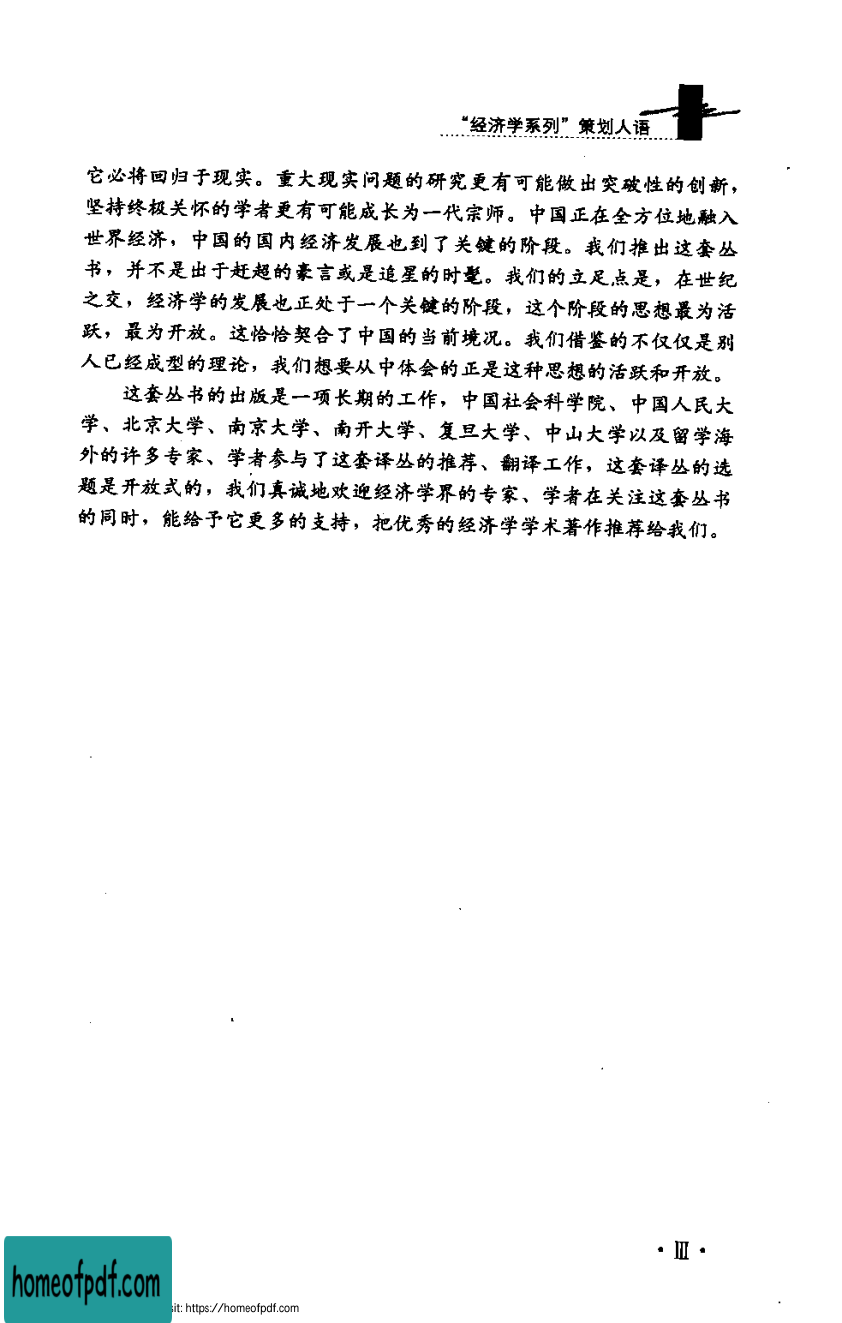 “经济学系列”策划人语
它必将回归于现实。重大现实问题的研究更有可能做出突破性的创新，
坚持终极关怀的学者更有可能成长为一代宗师。中国正在全方位地融入
世界经济，中国的国内经济发展也到了关键的阶段。我们推出这套丛
书，并不是出于赶超的豪言或是追星的时髦。我们的立足点是，在世纪
之交，经济学的发展也正处于一个关键的阶段，这个阶段的思想最为活
跃，最为开放。这恰恰契合了中国的当前境况。我们借鉴的不仅仅是别
人已经成型的理论，我们想要从中体会的正是这种思想的活跃和开放。
这套丛书的出版是一项长期的工作，中国社会科学院、中国人民大
学、北京大学、南京大学、南开大学、复旦大学、中山大学以及留学海
外的许多专家、学者参与了这套译丛的推荐、翻译工作，这套译丛的选
题是开放式的，我们真诚地欢迎经济学界的专家、学者在关注这套丛书
的同时，能给予它更多的支持，把优秀的经济学学术著作推荐给我们。
·Ⅲ·
homeofpdf.com
sit: https://homeofpdf.com